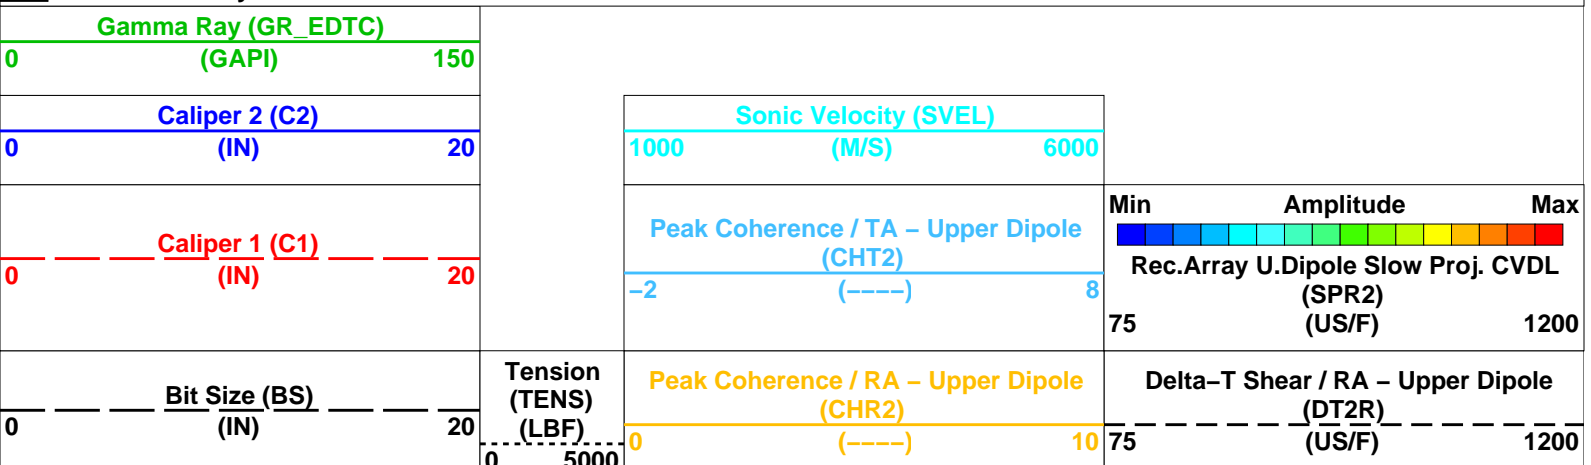 Gamma Ray (GR_EDTC)
0 (GAPI) 150
Caliper 2 (C2)
0 (IN) 20
Caliper 1 (C1)
0 (IN) 20
Bit Size (BS)
0 (IN) 20
Tension
(TENS)
(LBF)
0 5000
Sonic Velocity (SVEL)
1000 (M/S) 6000
Peak Coherence / TA – Upper Dipole
(CHT2)
–2 (––––) 8
Peak Coherence / RA – Upper Dipole
(CHR2)
0 (––––) 10
Min Amplitude Max
Rec.Array U.Dipole Slow Proj. CVDL
(SPR2)
75 (US/F) 1200
Delta–T Shear / RA – Upper Dipole
(DT2R)
75 (US/F) 1200